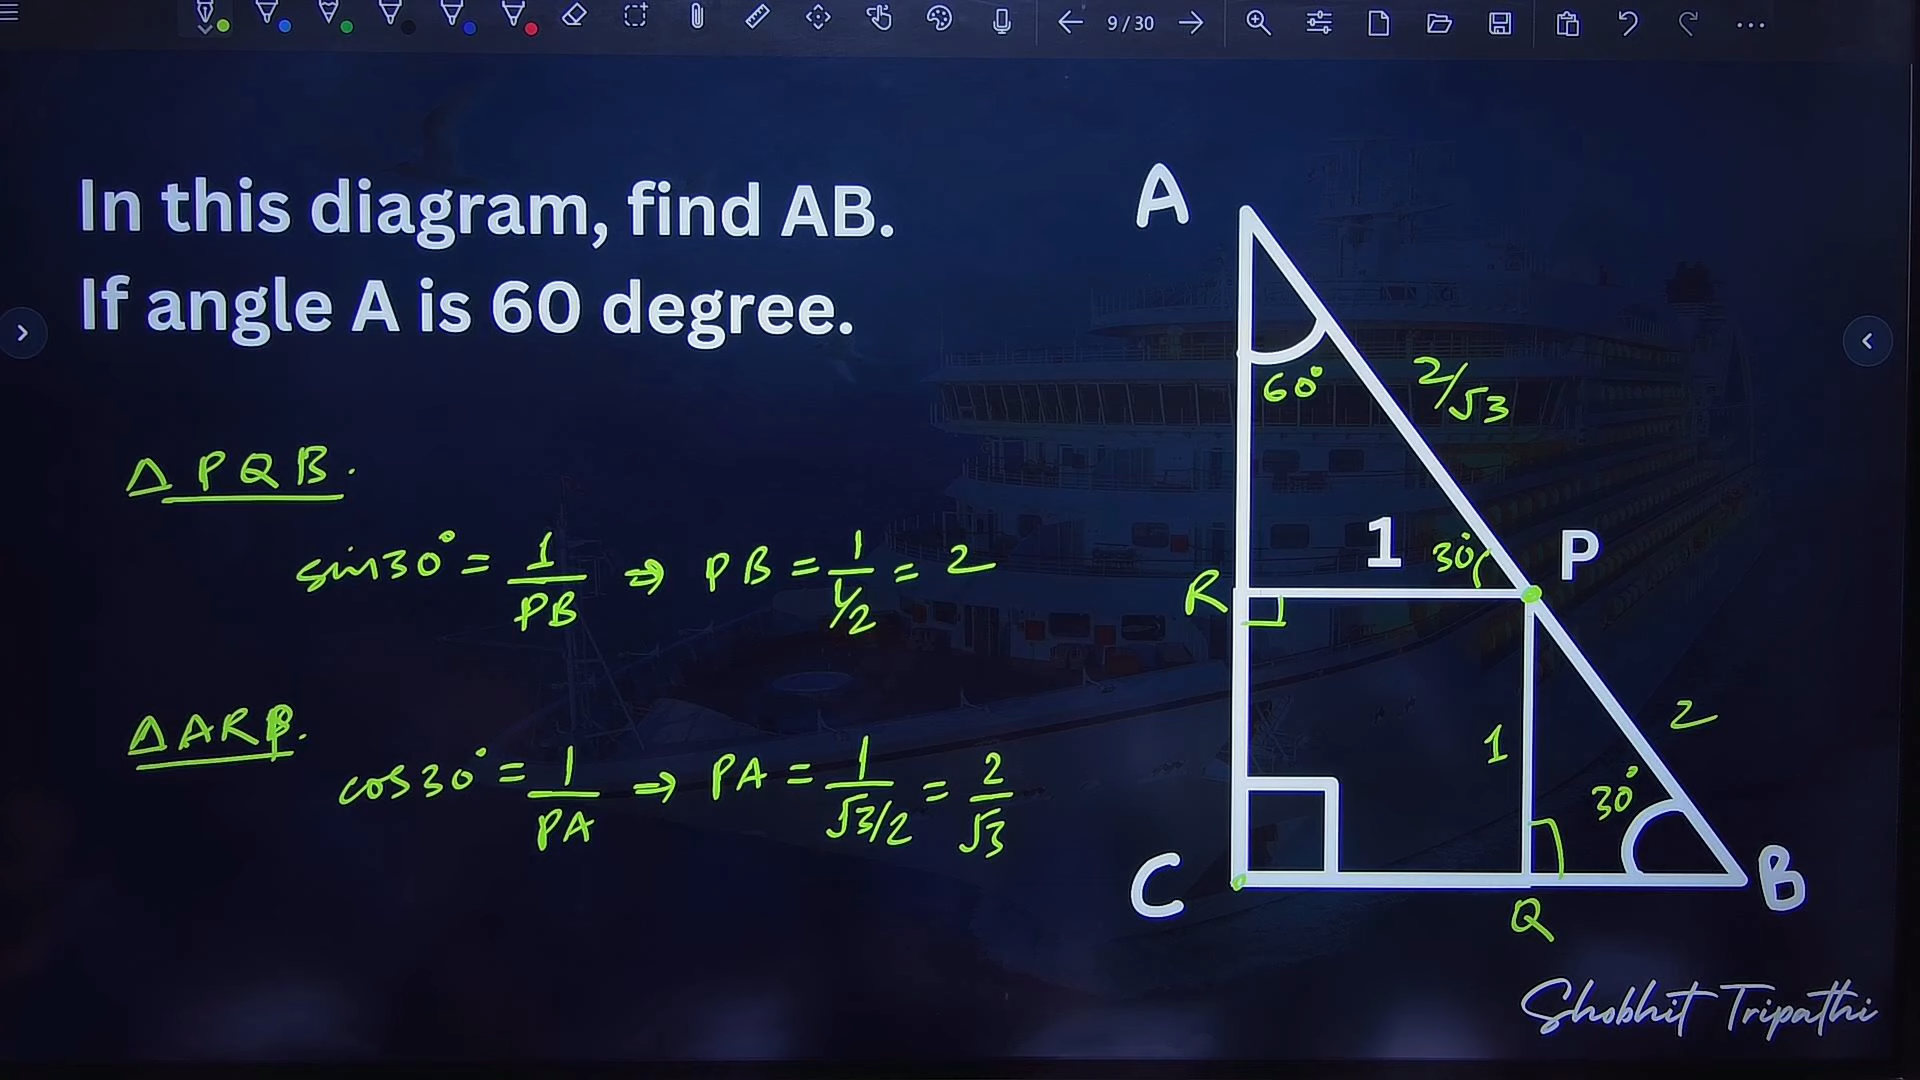 9 / 30
In this diagram, find AB.
If angle A is 60 degree.
△ PQB.
sin30° = 1/PB ⇒ PB = 1/1/2 = 2
△ARP.
cos30° = 1/PA ⇒ PA = 1/√3/2 = 2/√3
A
60°
2/√3
1
30°
P
R
1
2
30°
C
B
Q
Shobhit Tripathi